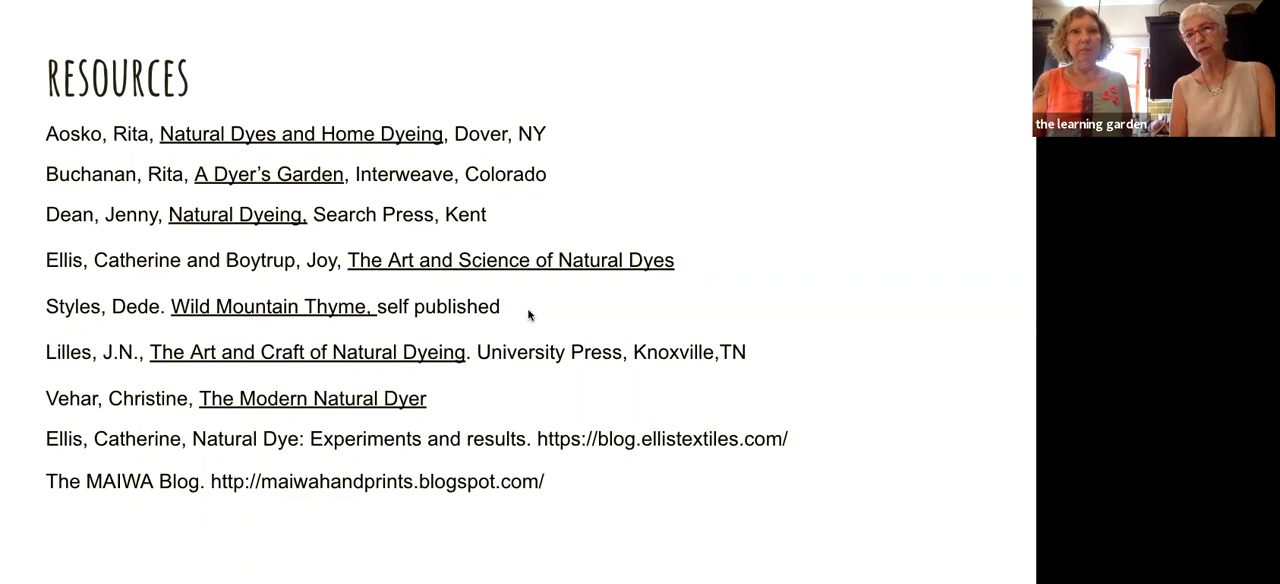 RESOURCES
Aosko, Rita, Natural Dyes and Home Dyeing, Dover, NY
Buchanan, Rita, A Dyer’s Garden, Interweave, Colorado
Dean, Jenny, Natural Dyeing, Search Press, Kent
Ellis, Catherine and Boytrup, Joy, The Art and Science of Natural Dyes
Styles, Dede. Wild Mountain Thyme, self published
Lilles, J.N., The Art and Craft of Natural Dyeing. University Press, Knoxville,TN
Vehar, Christine, The Modern Natural Dyer
Ellis, Catherine, Natural Dye: Experiments and results. https://blog.ellistextiles.com/
The MAIWA Blog. http://maiwahandprints.blogspot.com/
the learning garden